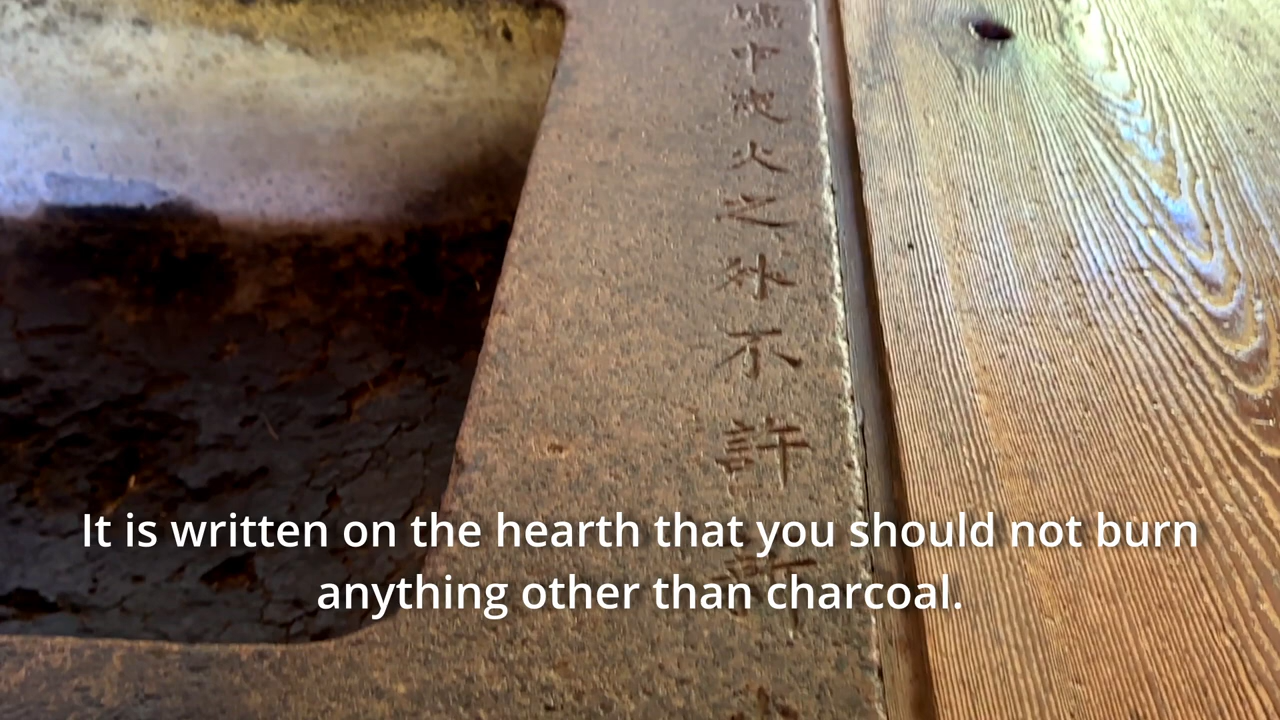 中炭火之外不許
It is written on the hearth that you should not burn
anything other than charcoal.